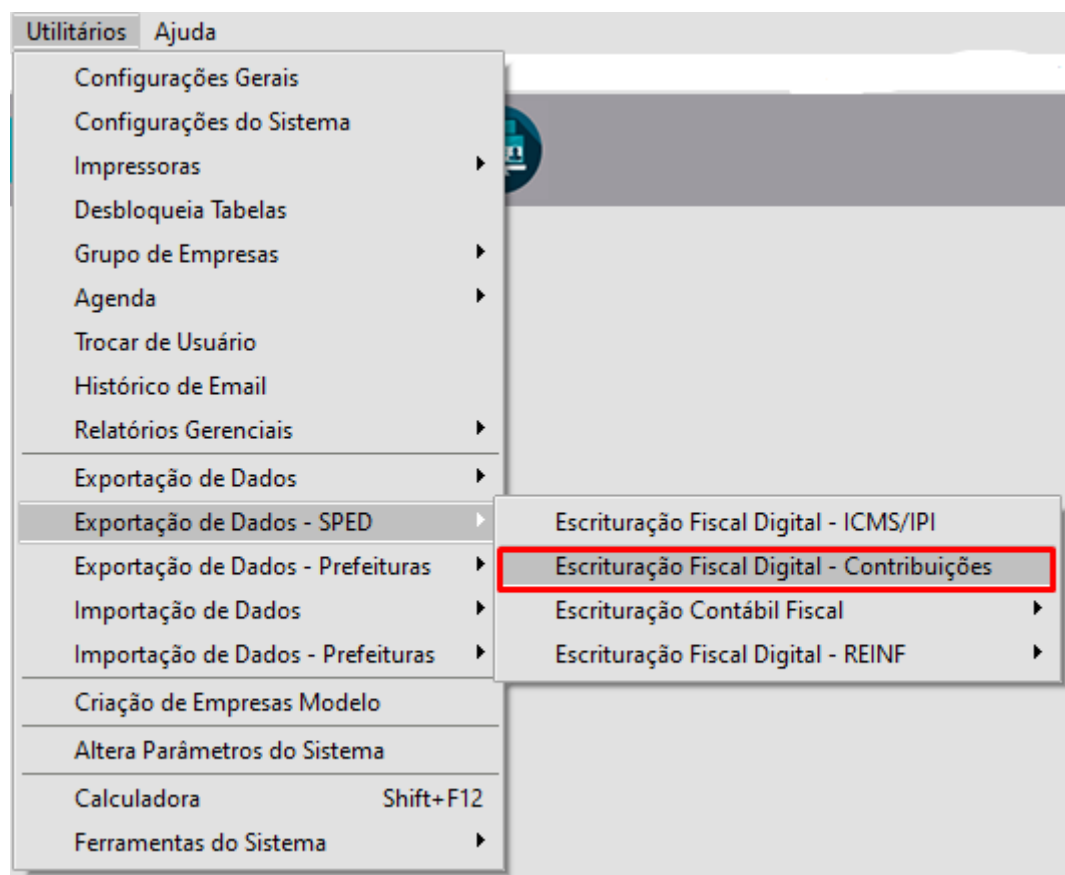 Utilitários Ajuda
Configurações Gerais
Configurações do Sistema
Impressoras
Desbloqueia Tabelas
Grupo de Empresas
Agenda
Trocar de Usuário
Histórico de Email
Relatórios Gerenciais
Exportação de Dados
Exportação de Dados - SPED
Exportação de Dados - Prefeituras
Importação de Dados
Importação de Dados - Prefeituras
Criação de Empresas Modelo
Altera Parâmetros do Sistema
Calculadora Shift+F12
Ferramentas do Sistema
Escrituração Fiscal Digital - ICMS/IPI
Escrituração Fiscal Digital - Contribuições
Escrituração Contábil Fiscal
Escrituração Fiscal Digital - REINF